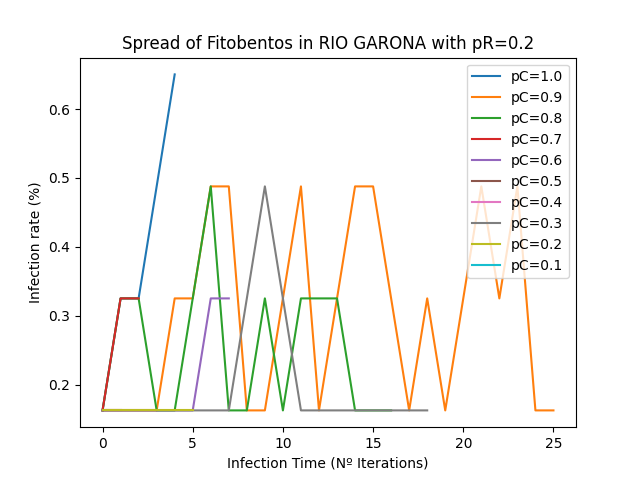 Spread of Fitobentos in RIO GARONA with pR=0.2
Infection rate (%)
0.6
0.5
0.4
0.3
0.2
0
5
10
15
20
25
Infection Time (Nº Iterations)
pC=1.0
pC=0.9
pC=0.8
pC=0.7
pC=0.6
pC=0.5
pC=0.4
pC=0.3
pC=0.2
pC=0.1